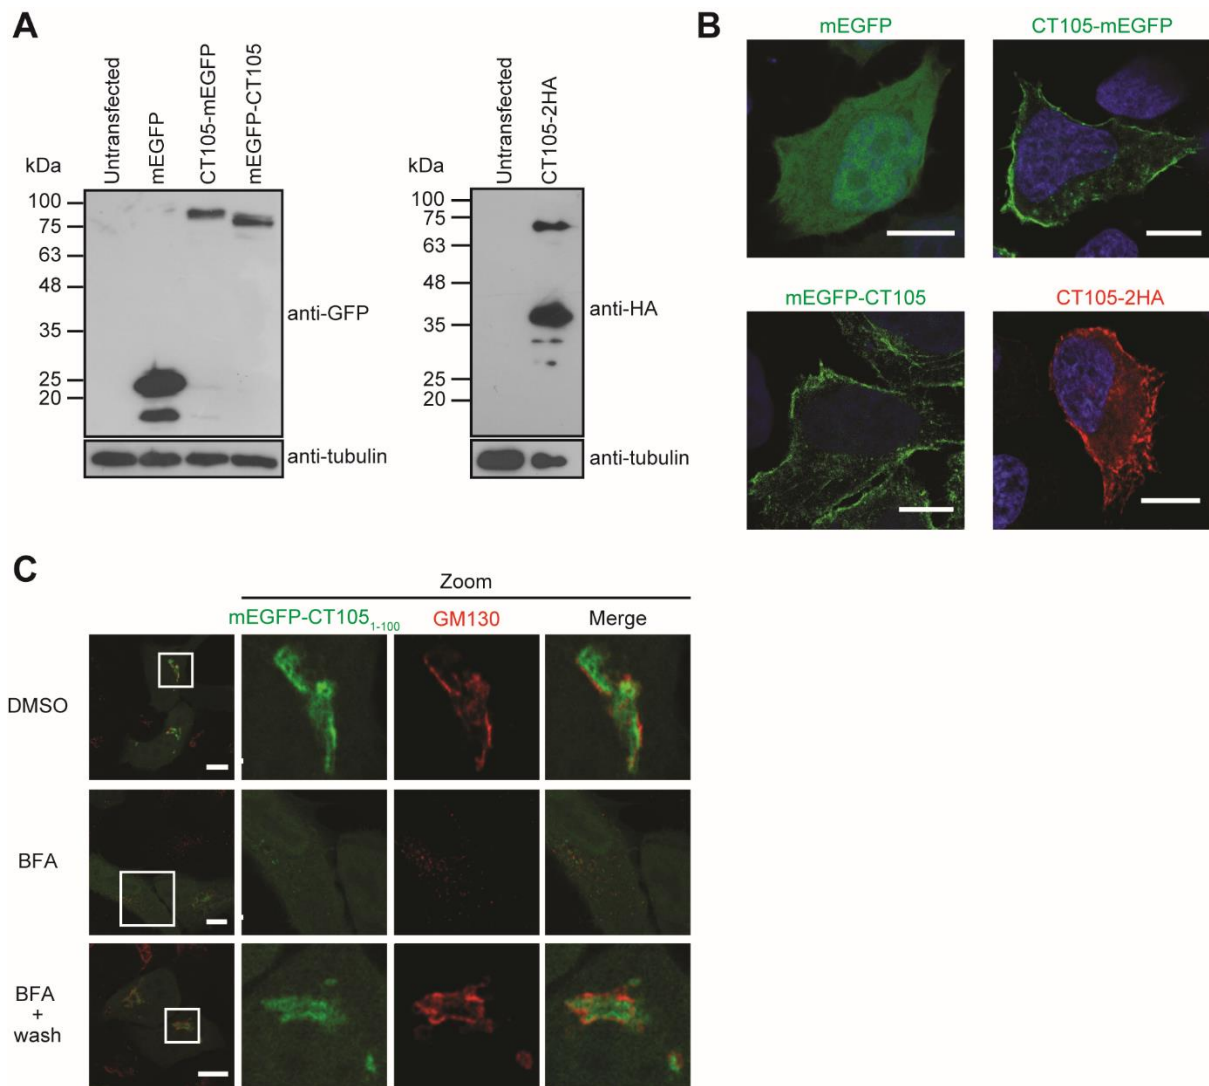 A
Untransfected
mEGFP
CT105-mEGFP
mEGFP-CT105
kDa
100
75
63
48
35
25
20
anti-GFP
anti-tubulin
Untransfected
CT105-2HA
kDa
100
75
63
48
35
25
20
anti-HA
anti-tubulin
B
mEGFP
CT105-mEGFP
mEGFP-CT105
CT105-2HA
C
Zoom
mEGFP-CT105₁₋₁₀₀
GM130
Merge
DMSO
BFA
BFA
+
wash